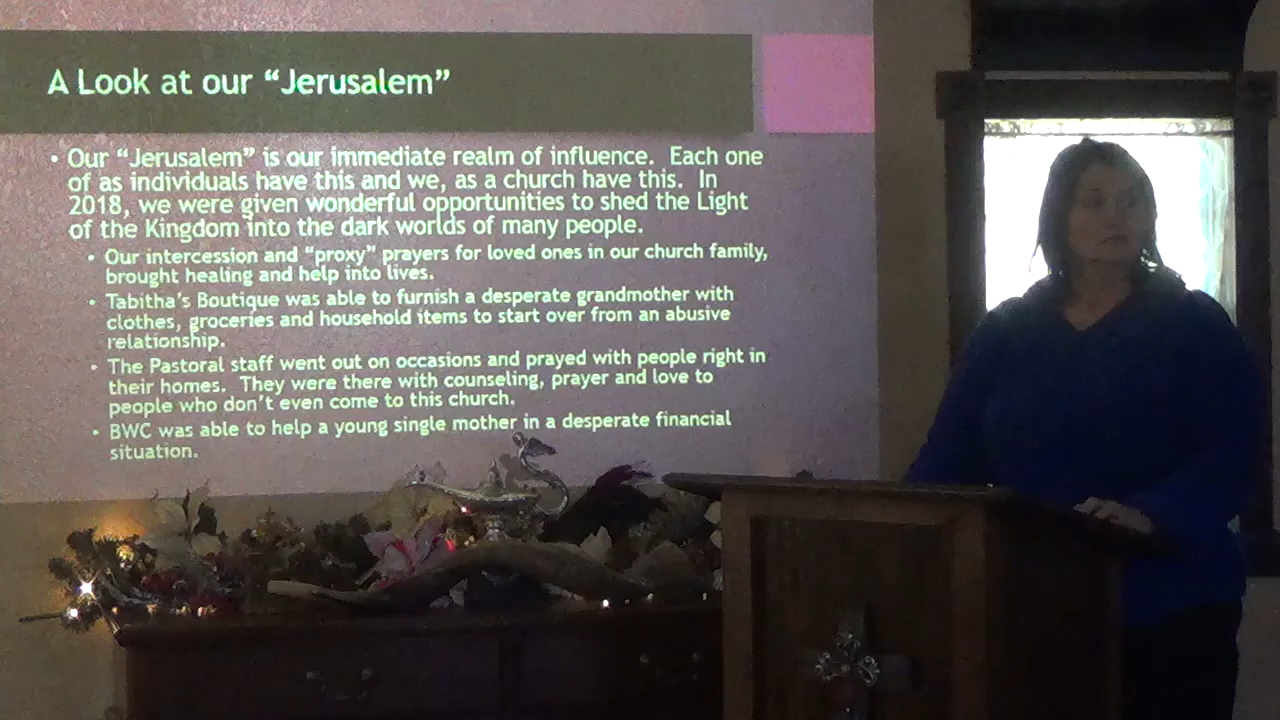 A Look at our “Jerusalem”
• Our “Jerusalem” is our immediate realm of influence.  Each one
of as individuals have this and we, as a church have this.  In
2018, we were given wonderful opportunities to shed the Light
of the Kingdom into the dark worlds of many people.
• Our intercession and “proxy” prayers for loved ones in our church family,
brought healing and help into lives.
• Tabitha’s Boutique was able to furnish a desperate grandmother with
clothes, groceries and household items to start over from an abusive
relationship.
• The Pastoral staff went out on occasions and prayed with people right in
their homes.  They were there with counseling, prayer and love to
people who don’t even come to this church.
• BWC was able to help a young single mother in a desperate financial
situation.